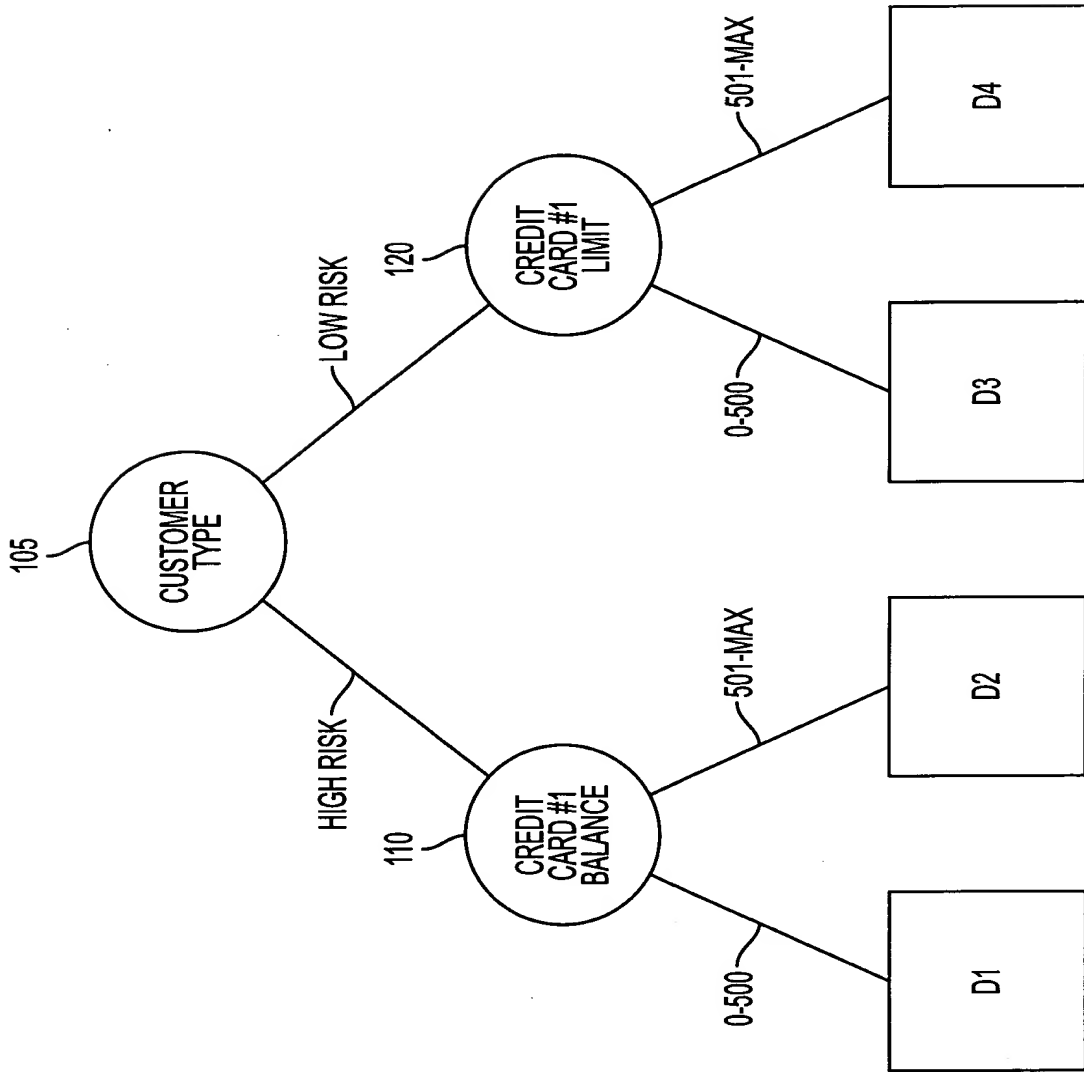 105
CUSTOMER
TYPE
HIGH RISK
LOW RISK
110
CREDIT
CARD #1
BALANCE
120
CREDIT
CARD #1
LIMIT
0-500
501-MAX
0-500
501-MAX
D1
D2
D3
D4